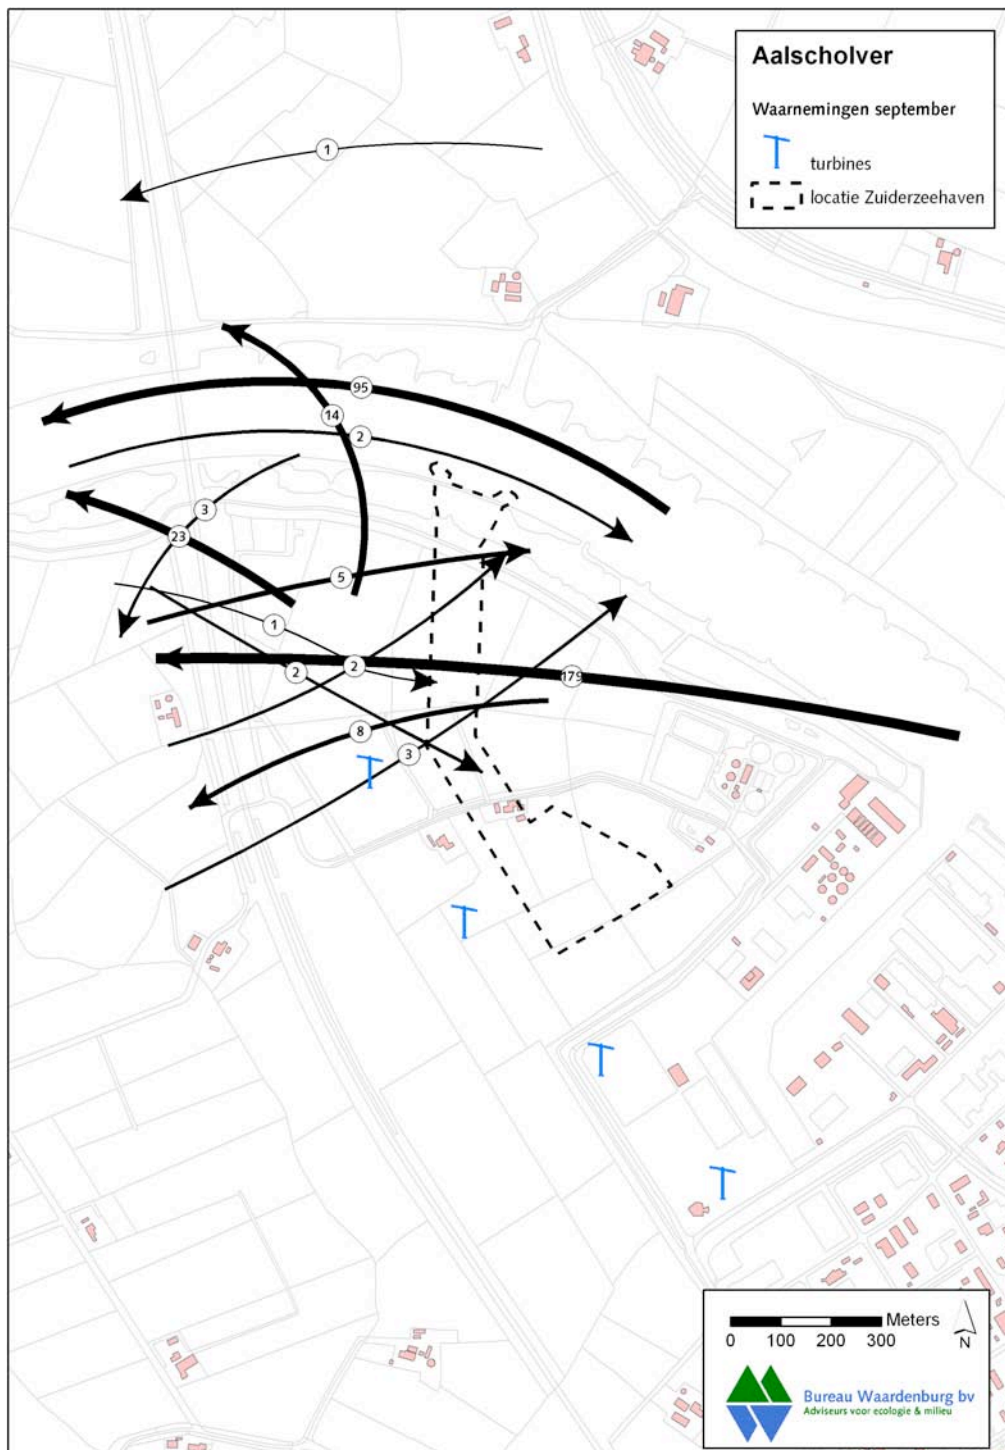 Aalscholver
Waarnemingen september
turbines
locatie Zuiderzeehaven
1
95
14
2
3
23
5
1
2
2
179
8
3
Meters
0 100 200 300
N
Bureau Waardenburg bv
Adviseurs voor ecologie & milieu